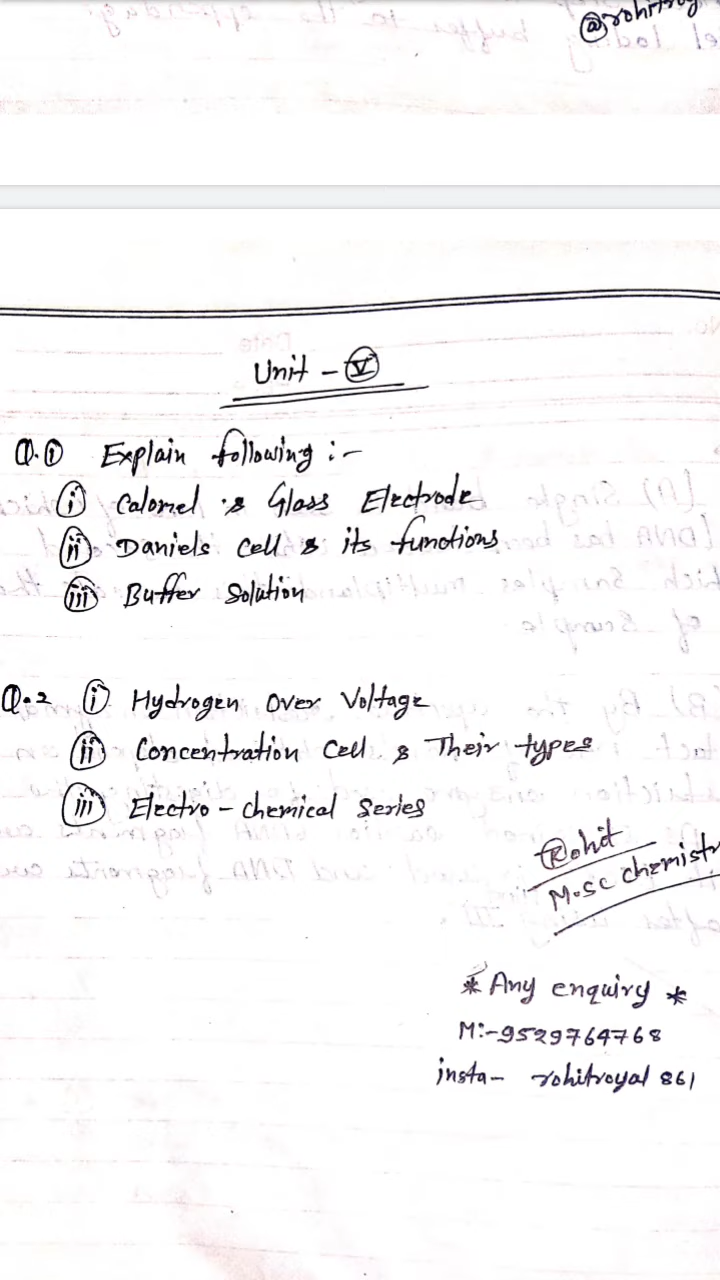 Unit - V
Q.① Explain following :-
(i) Calomel & Glass Electrode
(ii) Daniels Cell & its functions
(iii) Buffer Solution
Q.2 (i) Hydrogen Over Voltage
(ii) Concentration Cell & Their types
(iii) Electro-chemical Series
Rohit
M.Sc
* Any enquiry *
M:-9529764768
insta- rohitroyal 861